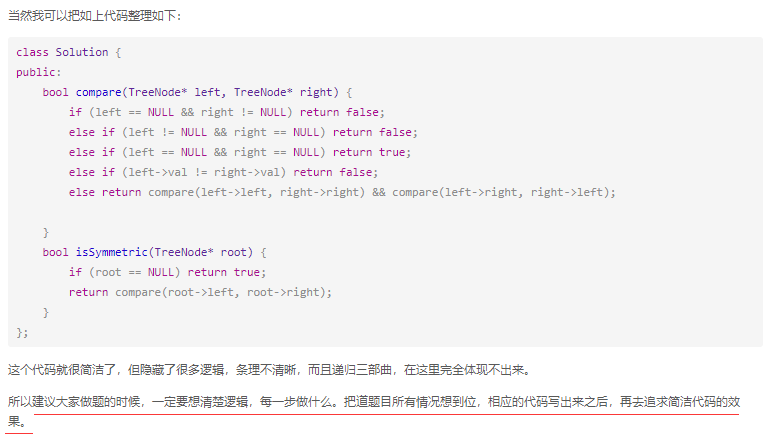 当然我可以把如上代码整理如下：
class Solution {
public:
    bool compare(TreeNode* left, TreeNode* right) {
        if (left == NULL && right != NULL) return false;
        else if (left != NULL && right == NULL) return false;
        else if (left == NULL && right == NULL) return true;
        else if (left->val != right->val) return false;
        else return compare(left->left, right->right) && compare(left->right, right->left);
    }
    bool isSymmetric(TreeNode* root) {
        if (root == NULL) return true;
        return compare(root->left, root->right);
    }
};
这个代码就很简洁了，但隐藏了很多逻辑，条理不清晰，而且递归三部曲，在这里完全体现不出来。
所以建议大家做题的时候，一定要想清楚逻辑，每一步做什么。把道题目所有情况想到位，相应的代码写出来之后，再去追求简洁代码的效
果。